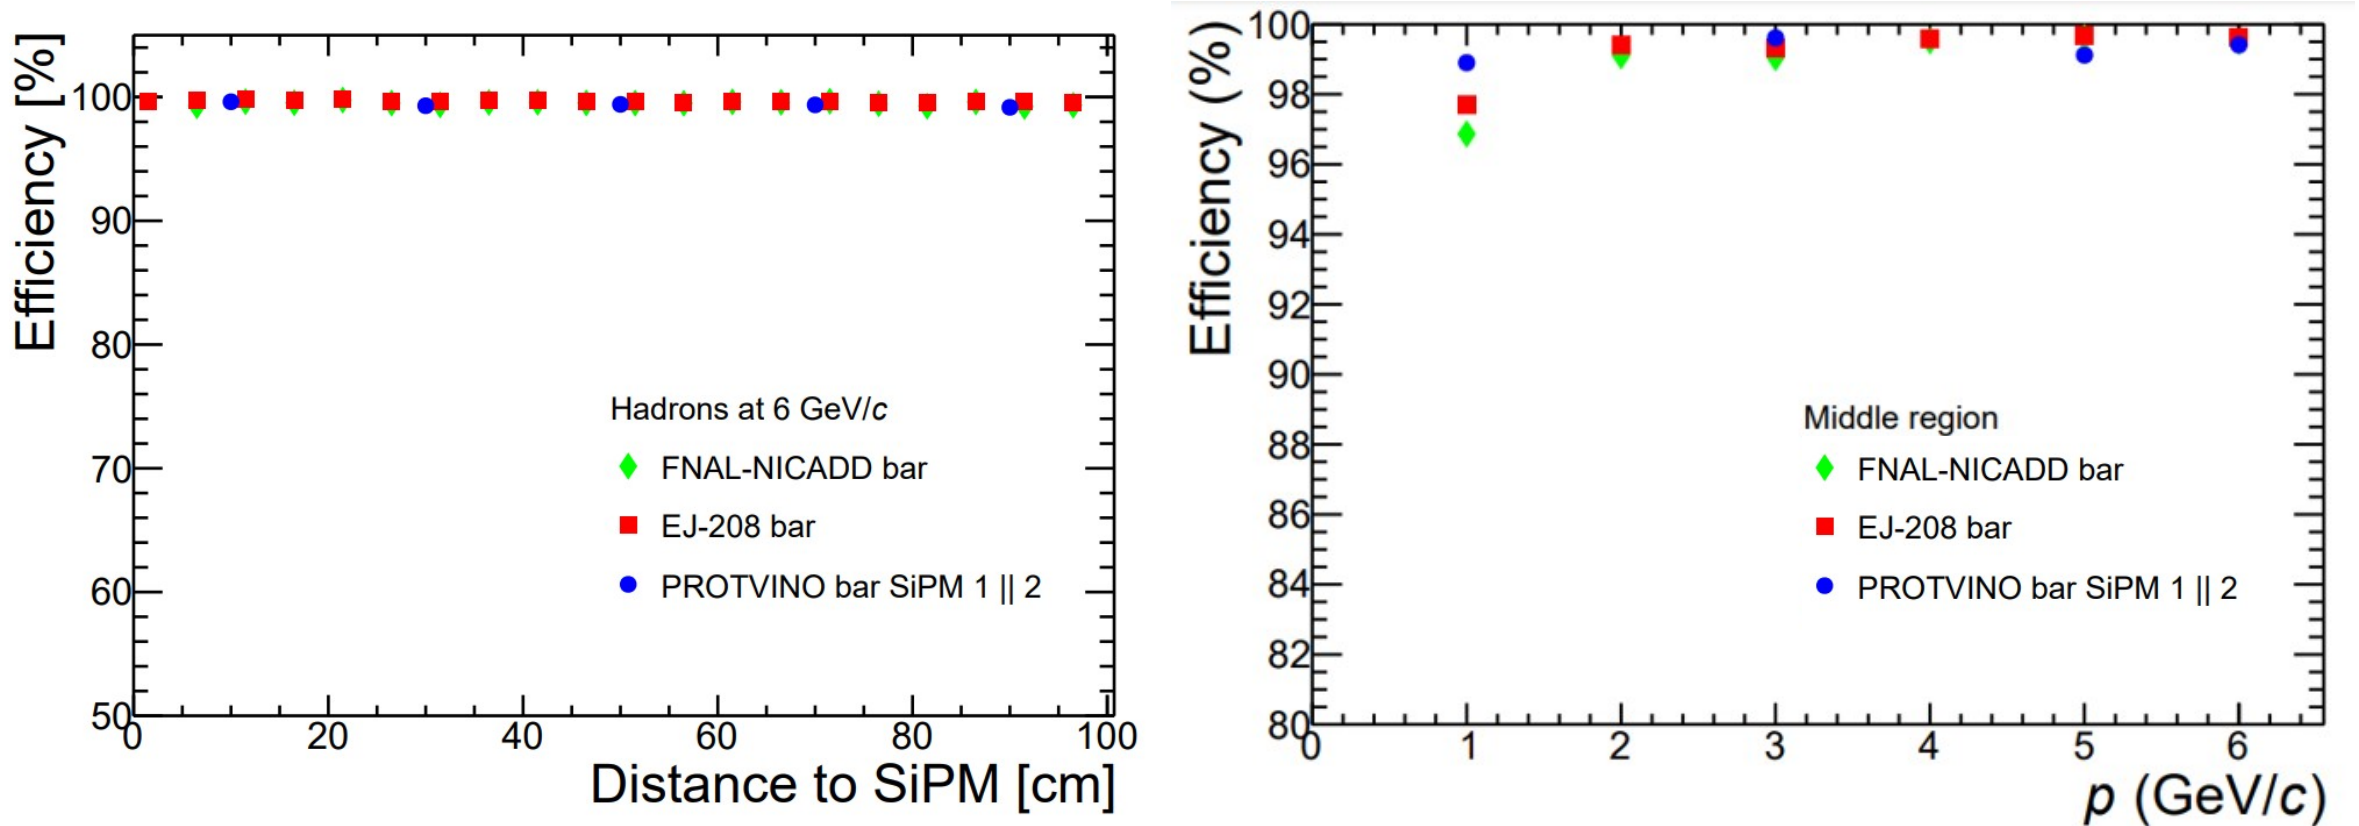 Efficiency [%]
100
90
80
70
60
50
0 20 40 60 80 100
Distance to SiPM [cm]
Hadrons at 6 GeV/c
FNAL-NICADD bar
EJ-208 bar
PROTVINO bar SiPM 1 || 2
Efficiency (%)
100
98
96
94
92
90
88
86
84
82
80
0 1 2 3 4 5 6
p (GeV/c)
Middle region
FNAL-NICADD bar
EJ-208 bar
PROTVINO bar SiPM 1 || 2